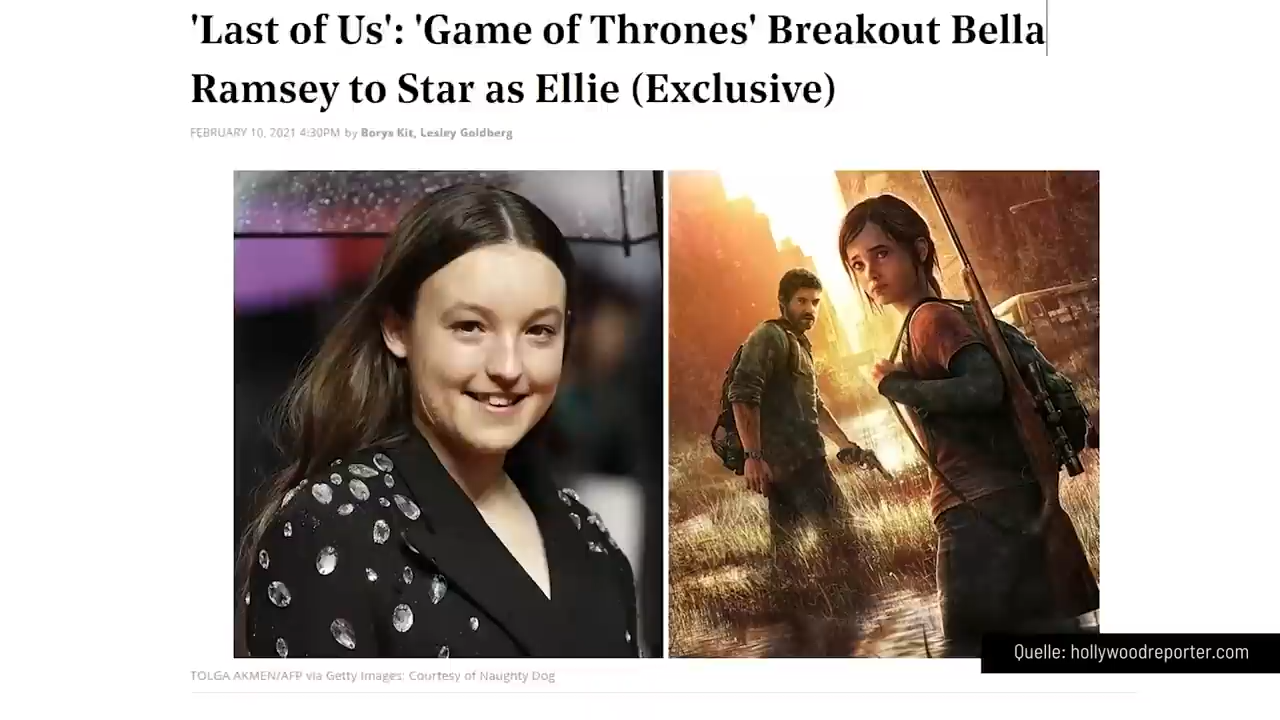 'Last of Us': 'Game of Thrones' Breakout Bella
Ramsey to Star as Ellie (Exclusive)
FEBRUARY 10, 2021 4:30PM by Borys Kit, Lesley Goldberg
Quelle: hollywoodreporter.com
TOLGA AKMEN/AFP via Getty Images; Courtesy of Naughty Dog